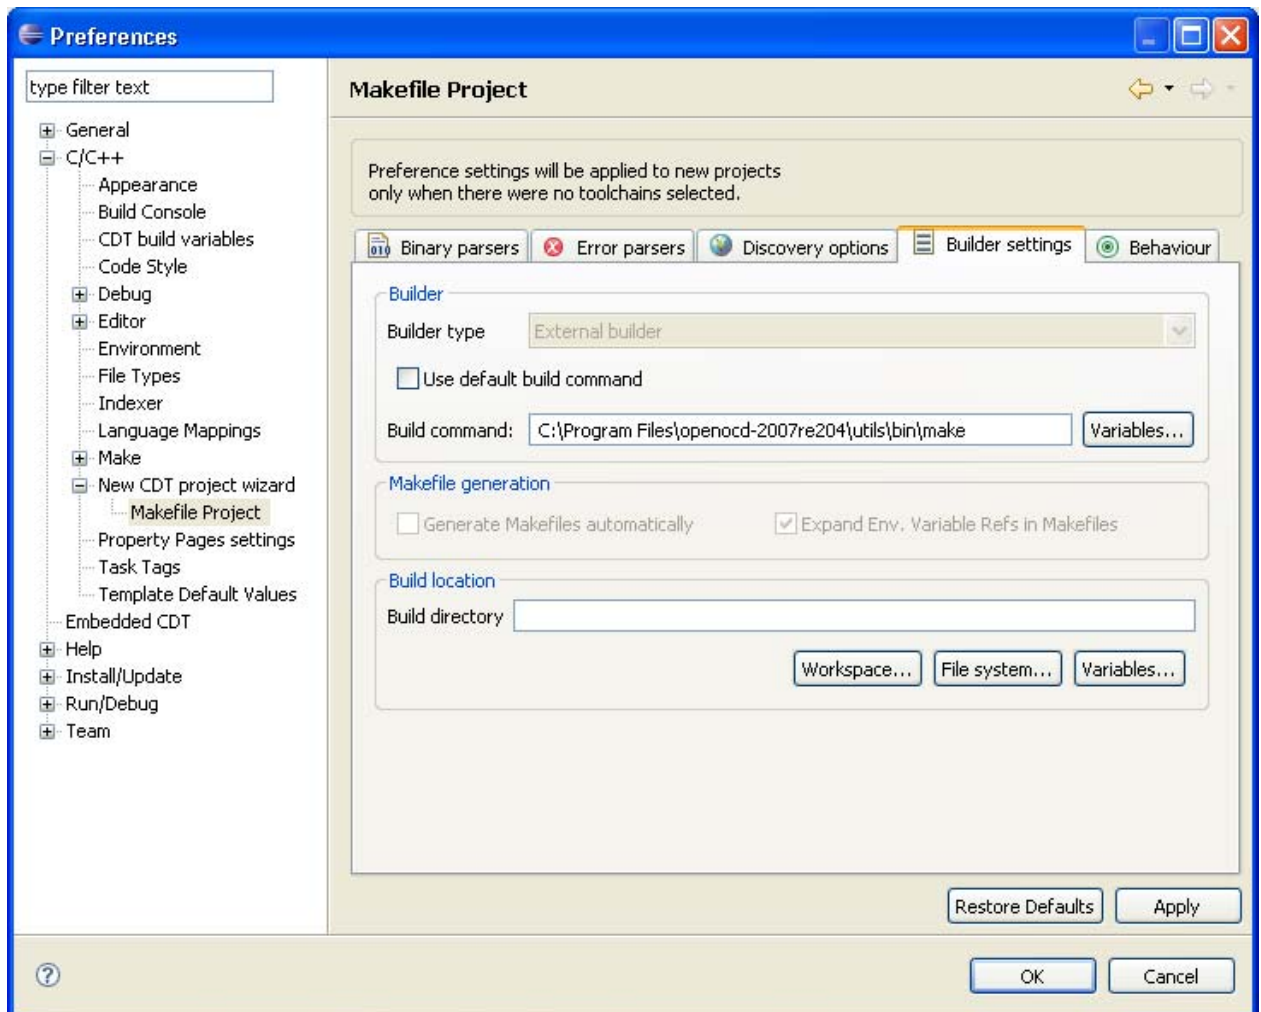 Preferences
type filter text
General
C/C++
Appearance
Build Console
CDT build variables
Code Style
Debug
Editor
Environment
File Types
Indexer
Language Mappings
Make
New CDT project wizard
Makefile Project
Property Pages settings
Task Tags
Template Default Values
Embedded CDT
Help
Install/Update
Run/Debug
Team
Makefile Project
Preference settings will be applied to new projects
only when there were no toolchains selected.
010 Binary parsers Error parsers Discovery options Builder settings Behaviour
Builder
Builder type External builder
Use default build command
Build command: C:\Program Files\openocd-2007re204\utils\bin\make Variables...
Makefile generation
Generate Makefiles automatically Expand Env. Variable Refs in Makefiles
Build location
Build directory
Workspace... File system... Variables...
Restore Defaults Apply
? OK Cancel